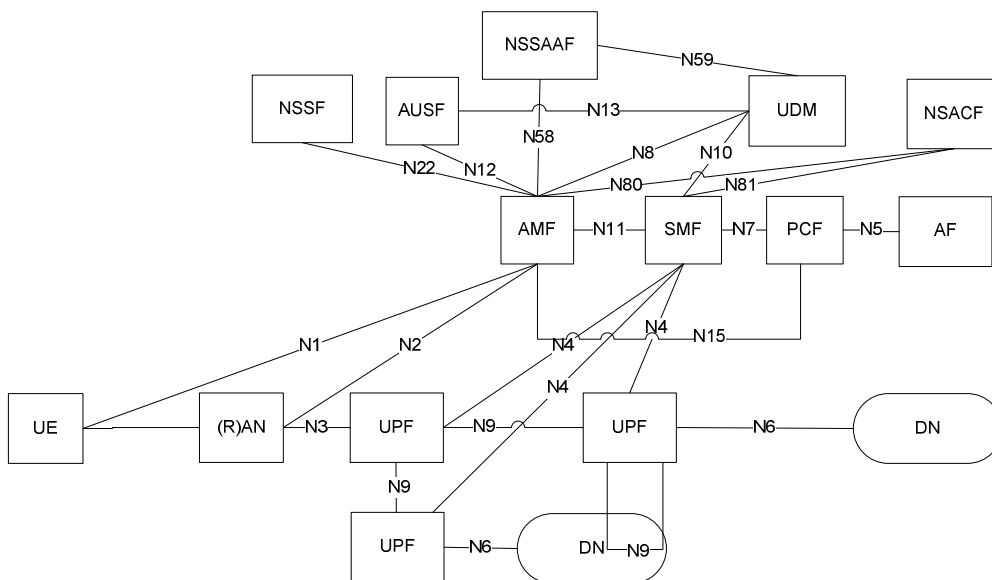 NSSAAF
N59
NSSF
AUSF
N13
UDM
NSACF
N58
N22
N12
N8
N10
N80
N81
AMF
N11
SMF
N7
PCF
N5
AF
N1
N2
N4
N4
N15
N4
UE
(R)AN
N3
UPF
N9
UPF
N6
DN
N9
UPF
N6
DN
N9